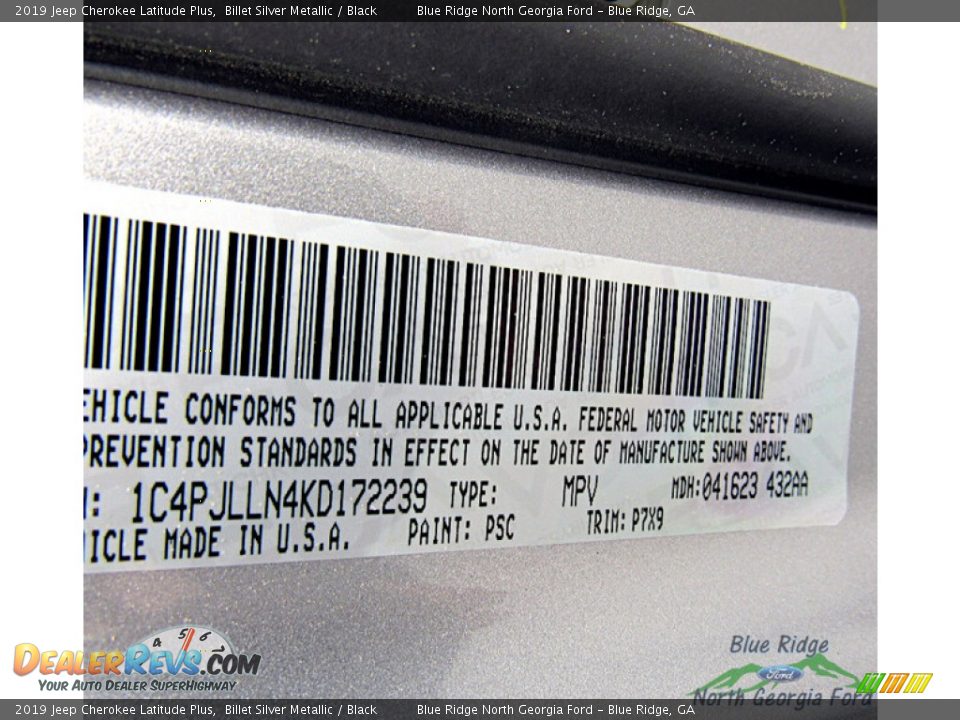 2019 Jeep Cherokee Latitude Plus, Billet Silver Metallic / Black Blue Ridge North Georgia Ford - Blue Ridge, GA
EHICLE CONFORMS TO ALL APPLICABLE U.S.A. FEDERAL MOTOR VEHICLE SAFETY AND
PREVENTION STANDARDS IN EFFECT ON THE DATE OF MANUFACTURE SHOWN ABOVE.
: 1C4PJLLN4KD172239 TYPE: MPV MDH:041623 432AA
ICLE MADE IN U.S.A. PAINT: PSC TRIM: P7X9
4 5 6
DEALERREVS.COM
YOUR AUTO DEALER SUPERHIGHWAY
Blue Ridge
Ford
North Georgia Ford
2019 Jeep Cherokee Latitude Plus, Billet Silver Metallic / Black Blue Ridge North Georgia Ford - Blue Ridge, GA